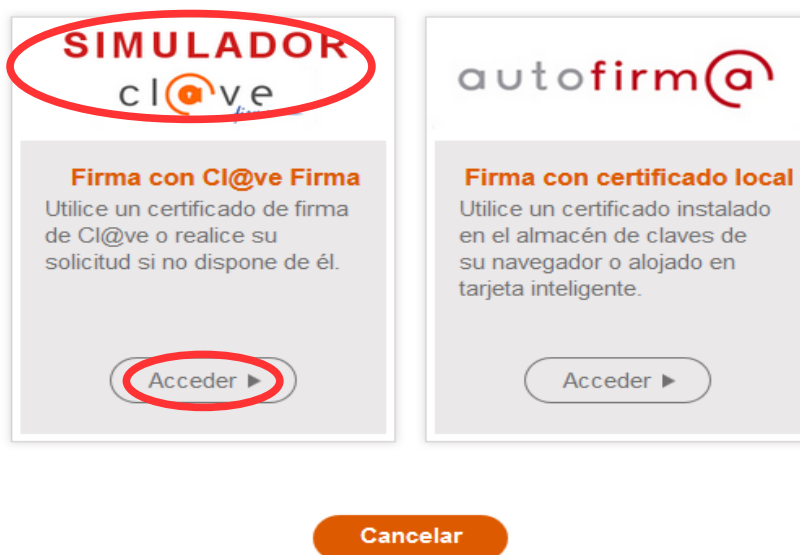 SIMULADOR
cl@ve
Firma con Cl@ve Firma
Utilice un certificado de firma
de Cl@ve o realice su
solicitud si no dispone de él.
Acceder ►
autofirm@
Firma con certificado local
Utilice un certificado instalado
en el almacén de claves de
su navegador o alojado en
tarjeta inteligente.
Acceder ►
Cancelar